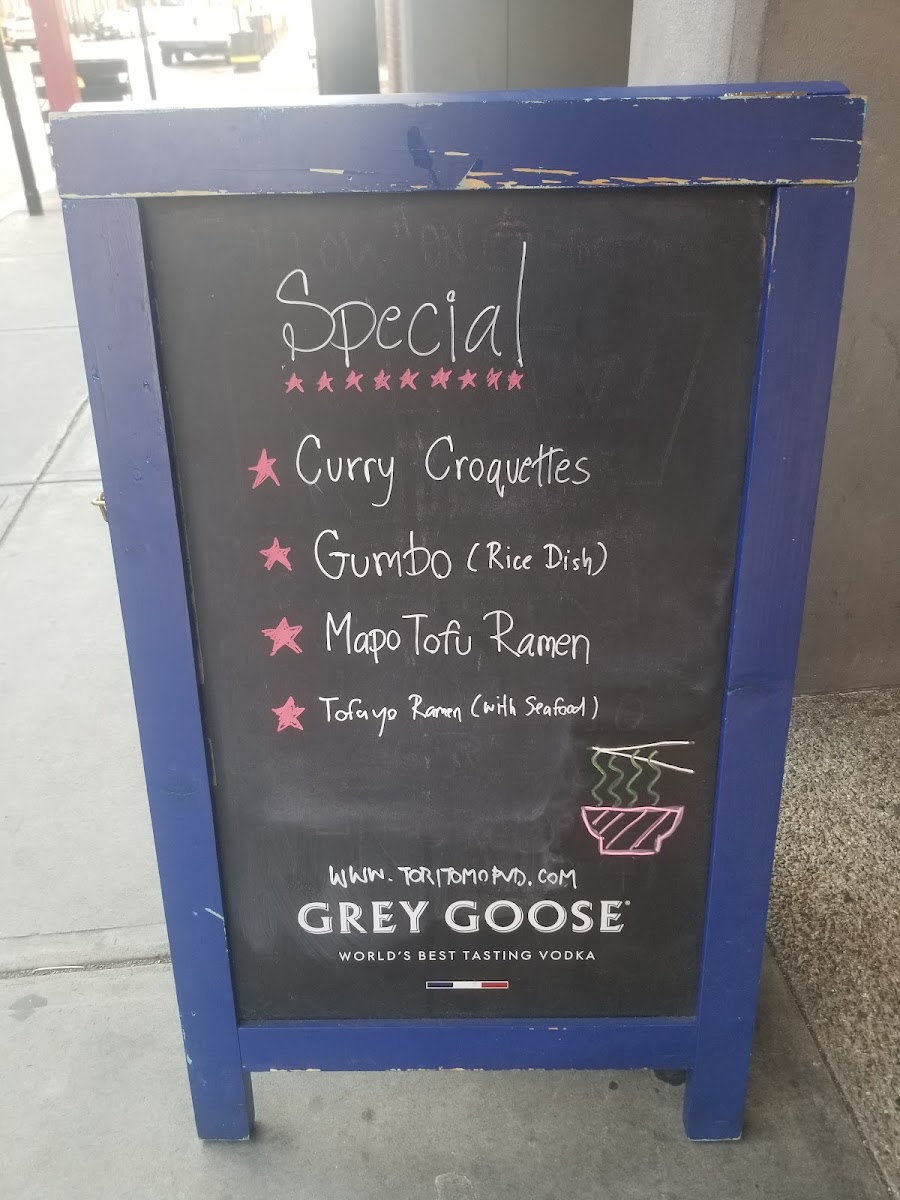 Special
Curry Croquettes
Gumbo (Rice Dish)
Mapo Tofu Ramen
Tofuyo Ramen (with Seafood)
WWW.TORITOMOPVD.COM
GREY GOOSE
WORLD'S BEST TASTING VODKA